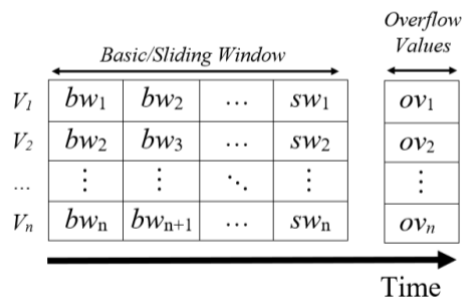 Overflow
Values
Basic/Sliding Window
V1 bw1 bw2 ... sw1 ov1
V2 bw2 bw3 ... sw2 ov2
... ⋮ ⋮ ⋱ ⋮ ⋮
Vn bwn bwn+1 ... swn ovn
Time